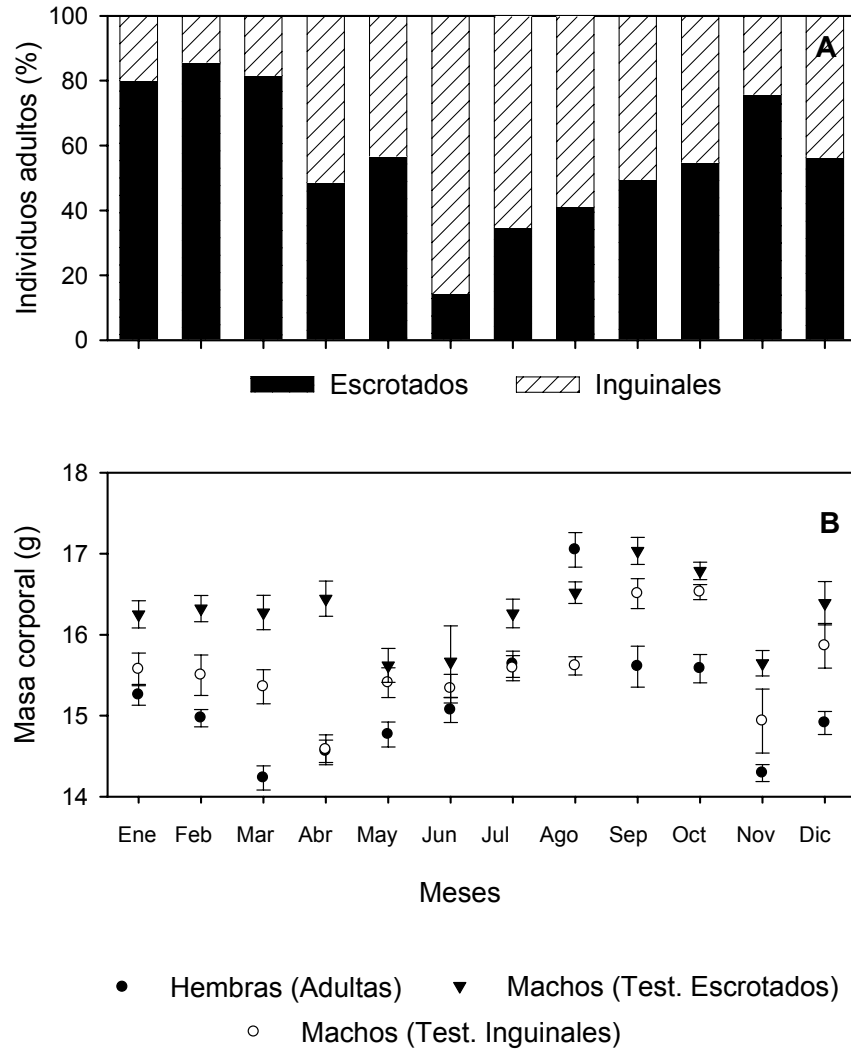 A
Individuos adultos (%)
100
80
60
40
20
0
Escrotados Inguinales
B
Masa corporal (g)
18
17
16
15
14
Ene Feb Mar Abr May Jun Jul Ago Sep Oct Nov Dic
Meses
Hembras (Adultas) Machos (Test. Escrotados)
Machos (Test. Inguinales)